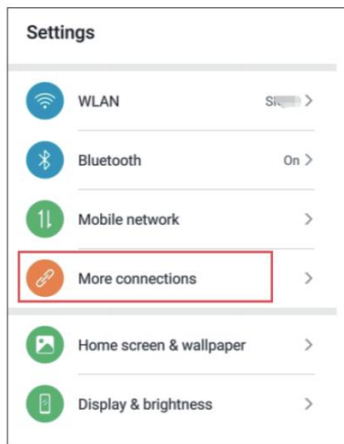 Settings
WLAN
Bluetooth On
Mobile network
More connections
Home screen & wallpaper
Display & brightness